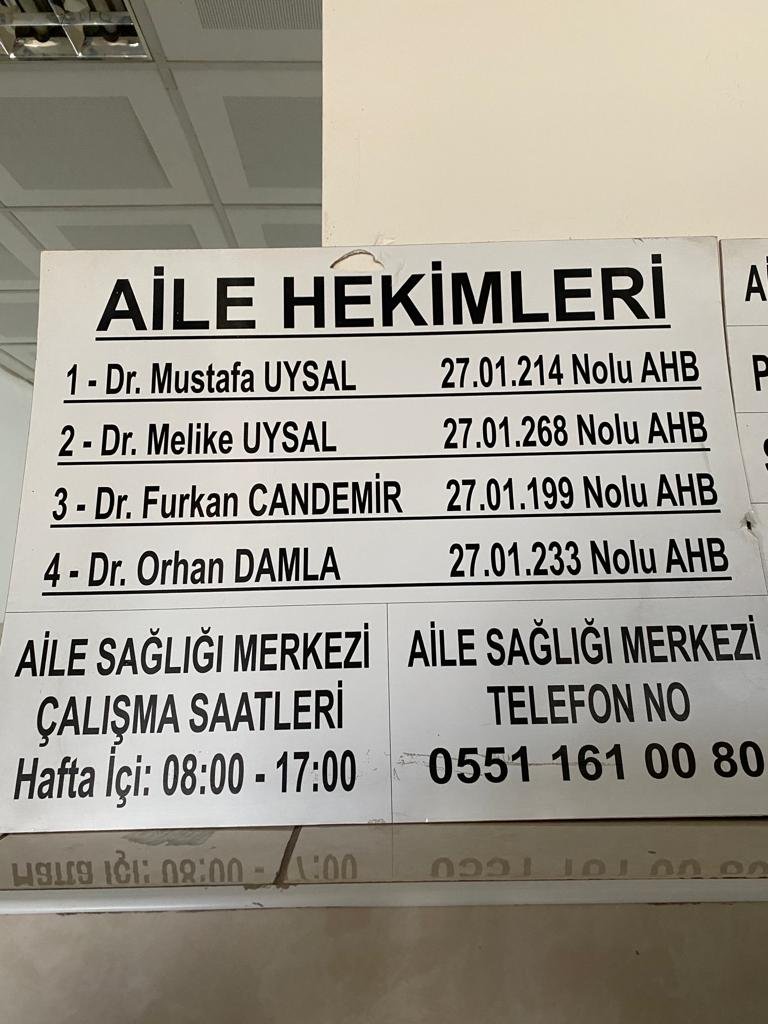 AİLE HEKİMLERİ
1 - Dr. Mustafa UYSAL 27.01.214 Nolu AHB
2 - Dr. Melike UYSAL 27.01.268 Nolu AHB
3 - Dr. Furkan CANDEMİR 27.01.199 Nolu AHB
4 - Dr. Orhan DAMLA 27.01.233 Nolu AHB
AİLE SAĞLIĞI MERKEZİ
ÇALIŞMA SAATLERİ
Hafta İçi: 08:00 - 17:00
AİLE SAĞLIĞI MERKEZİ
TELEFON NO
0551 161 00 80